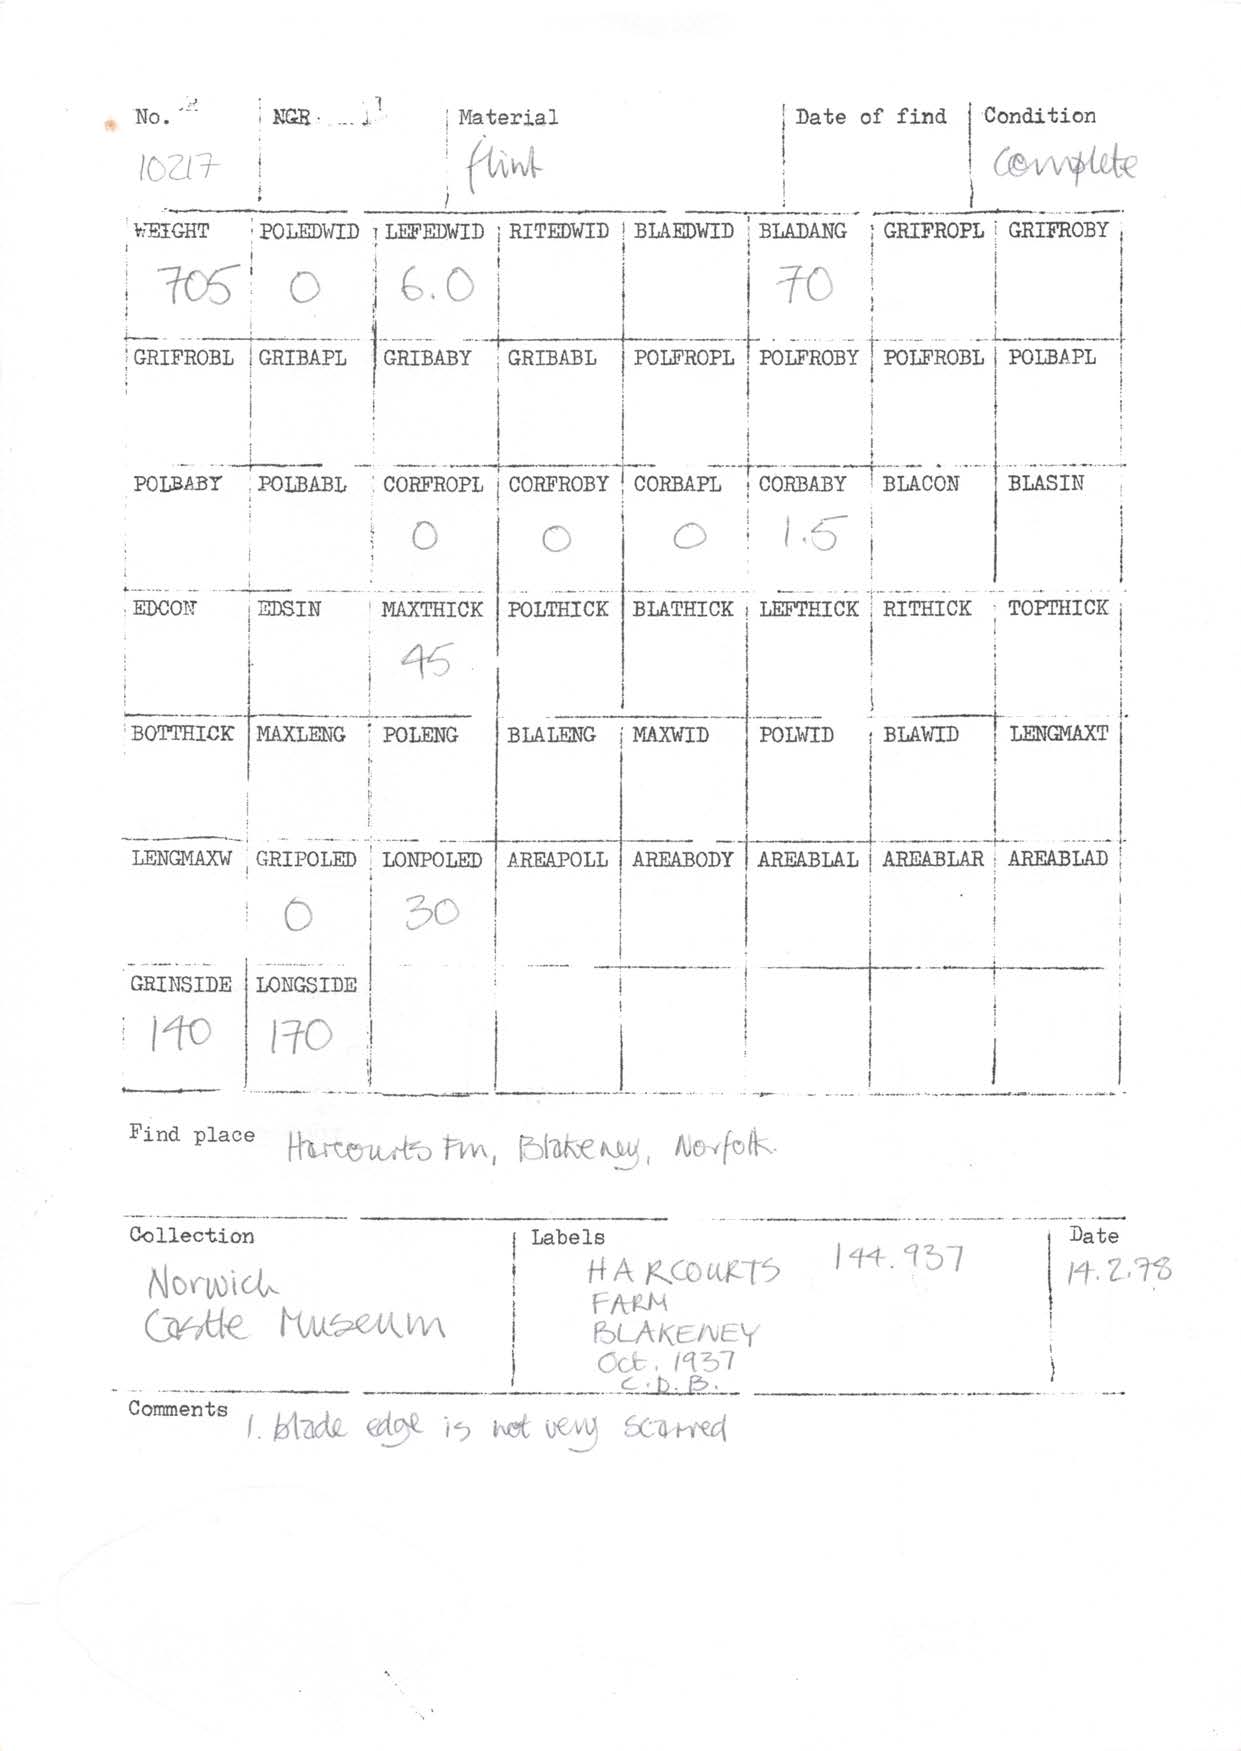 No. NGR Material Date of find Condition
10217 flint complete
WEIGHT POLEDWID LEFEDWID RITEDWID BLAEDWID BLADANG GRIFROPL GRIFROBY
705 0 6.0 70
GRIFROBL GRIBAPL GRIBABY GRIBABL POLFROPL POLFROBY POLFROBL POLBAPL
POLBABY POLBABL CORFROPL CORFROBY CORBAPL CORBABY BLACON BLASIN
0 0 0 1.5
EDCON EDSIN MAXTHICK POLTHICK BLATHICK LEFTHICK RITHICK TOPTHICK
45
BOTTHICK MAXLENG POLENG BLALENG MAXWID POLWID BLAWID LENGMAXT
LENGMAXW GRIPOLED LONPOLED AREAPOLL AREABODY AREABLAL AREABLAR AREABLAD
0 30
GRINSIDE LONGSIDE
140 170
Find place Harcourts Fm, Blakeney, Norfolk.
Collection Labels Date
Norwich HARCOURTS 144.937 14.2.78
Castle Museum FARM
BLAKENEY
Oct. 1937
C.D.B.
Comments 1. blade edge is not very scarred